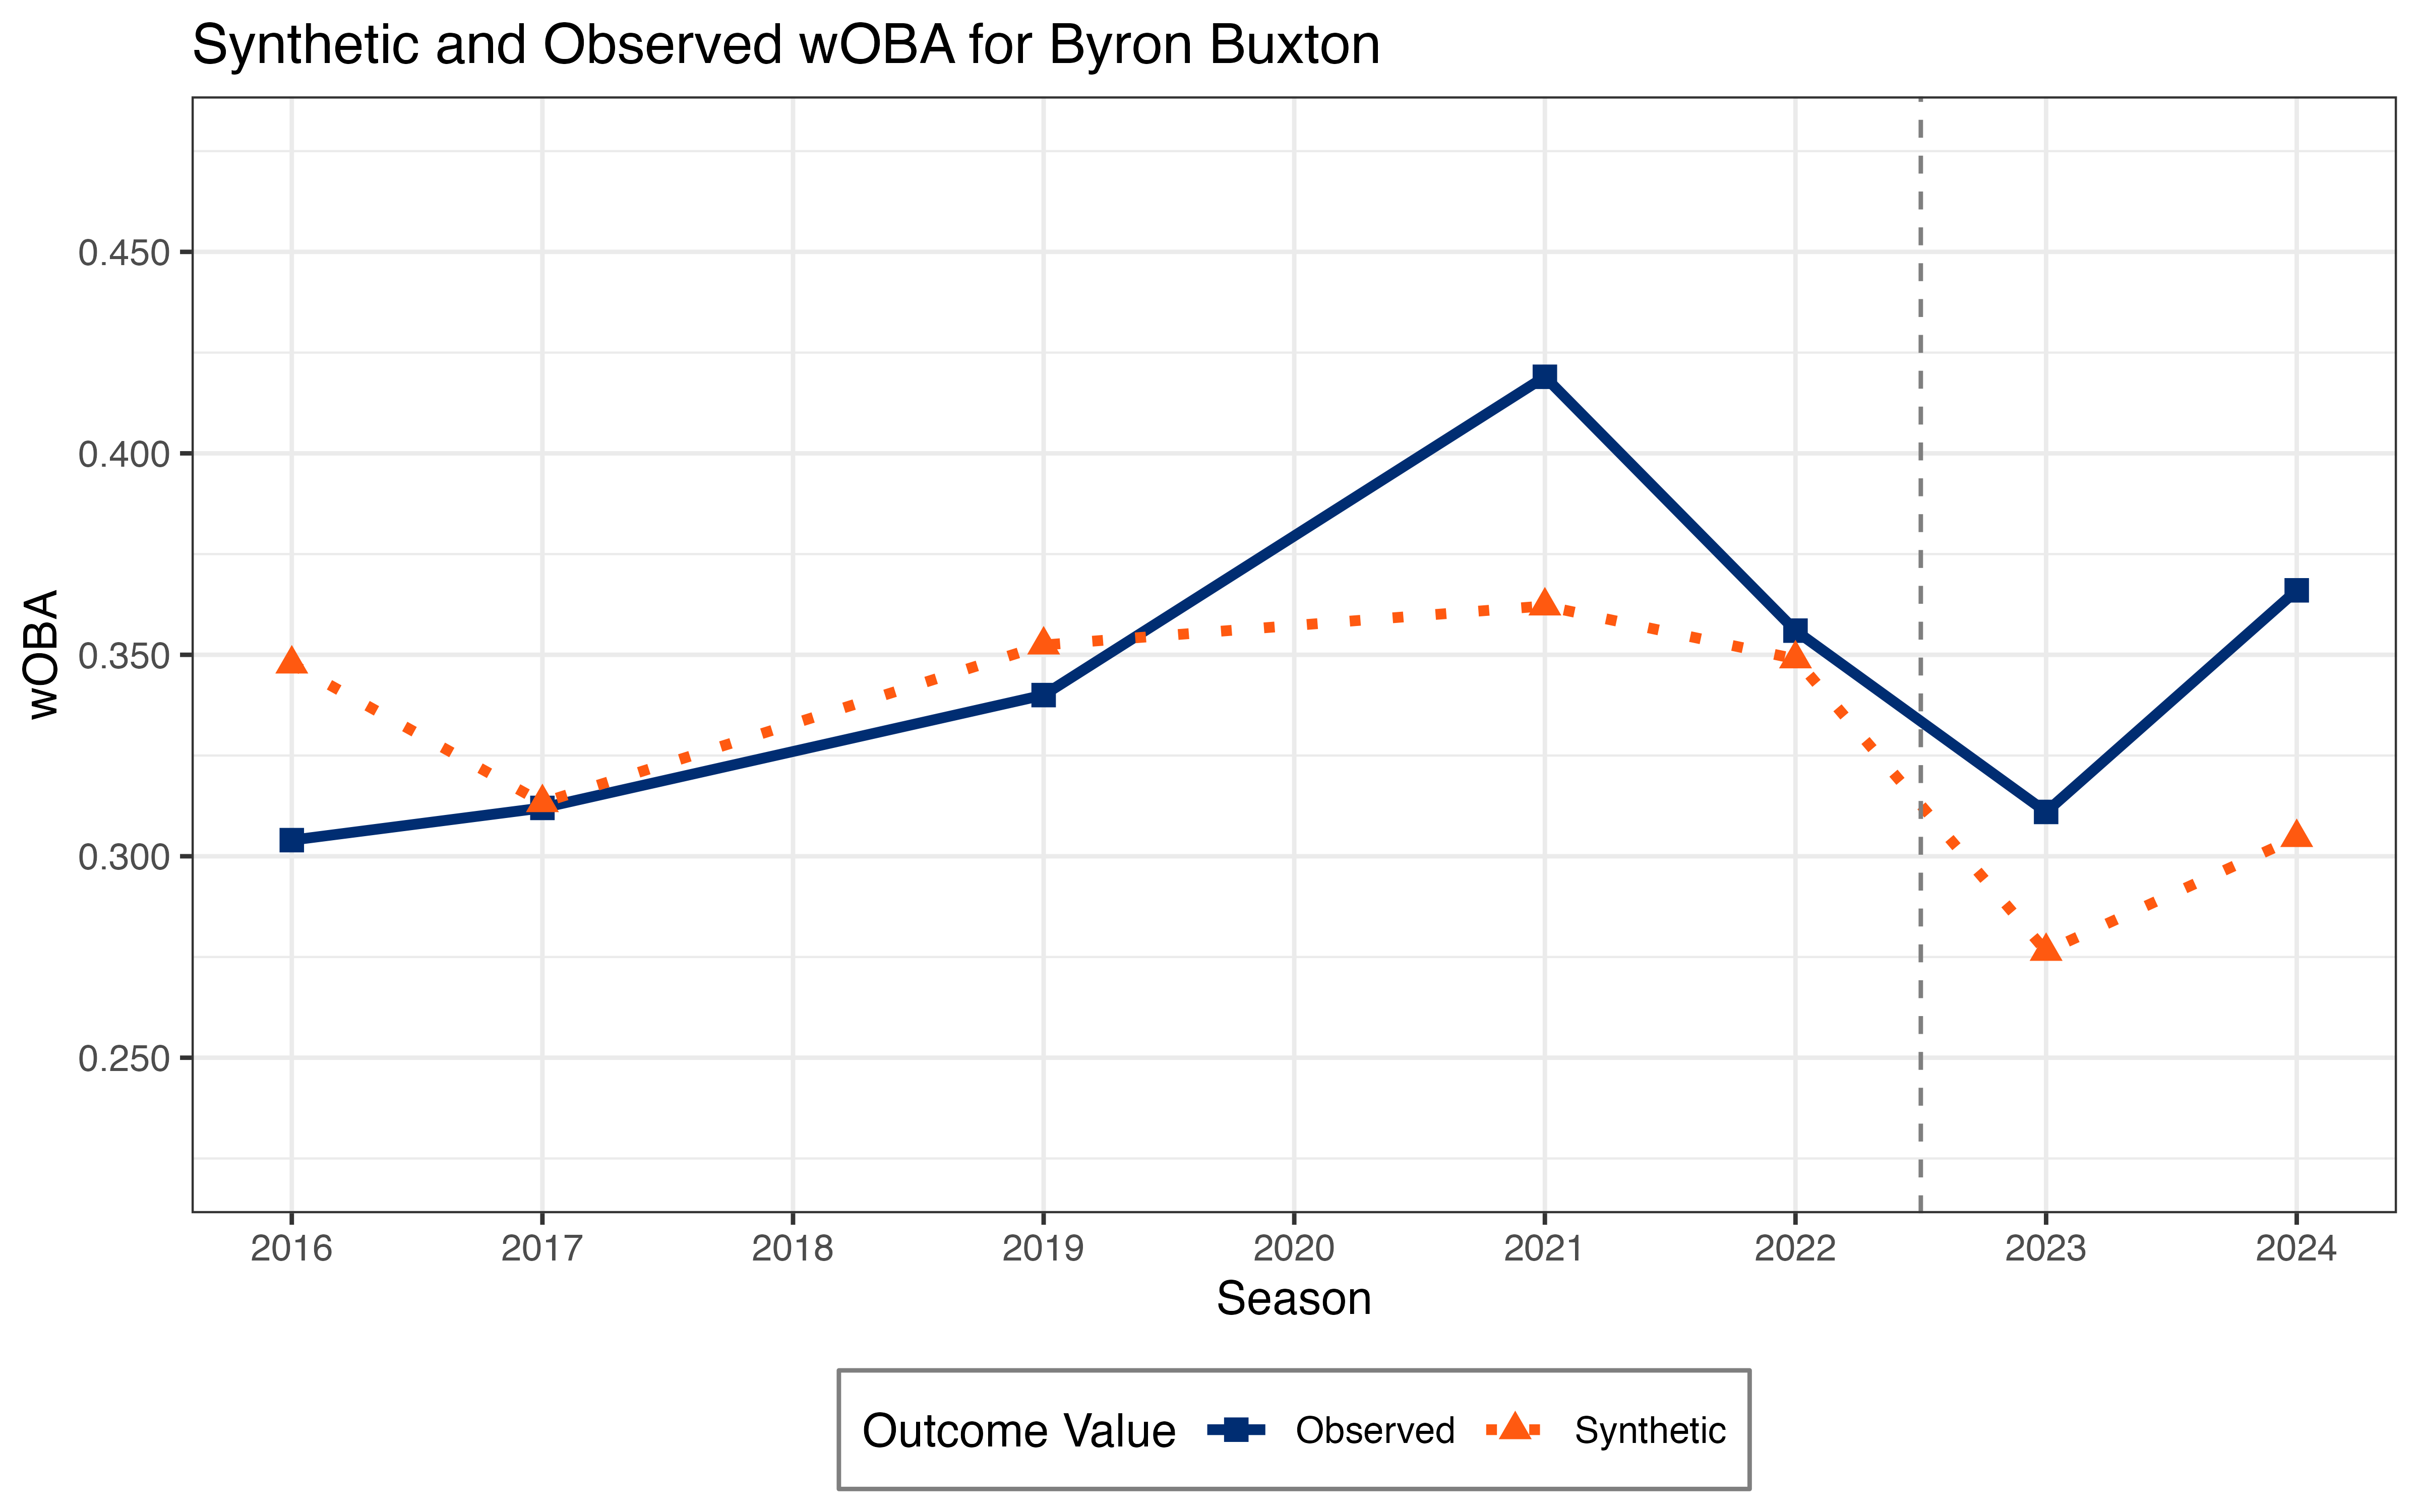 Synthetic and Observed wOBA for Byron Buxton
wOBA
0.450
0.400
0.350
0.300
0.250
2016 2017 2018 2019 2020 2021 2022 2023 2024
Season
Outcome Value Observed Synthetic